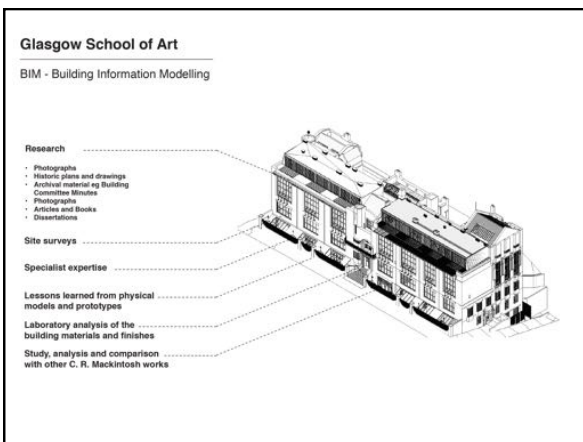 Glasgow School of Art
BIM - Building Information Modelling
Research
· Photographs
· Historic plans and drawings
· Archival material eg Building
Committee Minutes
· Photographs
· Articles and Books
· Dissertations
Site surveys
Specialist expertise
Lessons learned from physical
models and prototypes
Laboratory analysis of the
building materials and finishes
Study, analysis and comparison
with other C. R. Mackintosh works